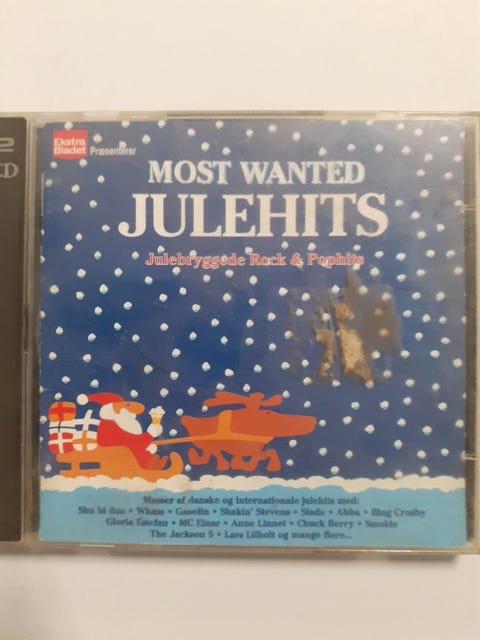 2
CD
Ekstra
Bladet
Præsenterer
MOST WANTED
JULEHITS
Julebryggede Rock & Pophits
Masser af danske og internationale julehits med:
Shu bi dua • Wham • Gasolin • Shakin' Stevens • Slade • Abba • Bing Crosby
Gloria Estefan • MC Einar • Anne Linnet • Chuck Berry • Smokie
The Jackson 5 • Lars Lilholt og mange flere...